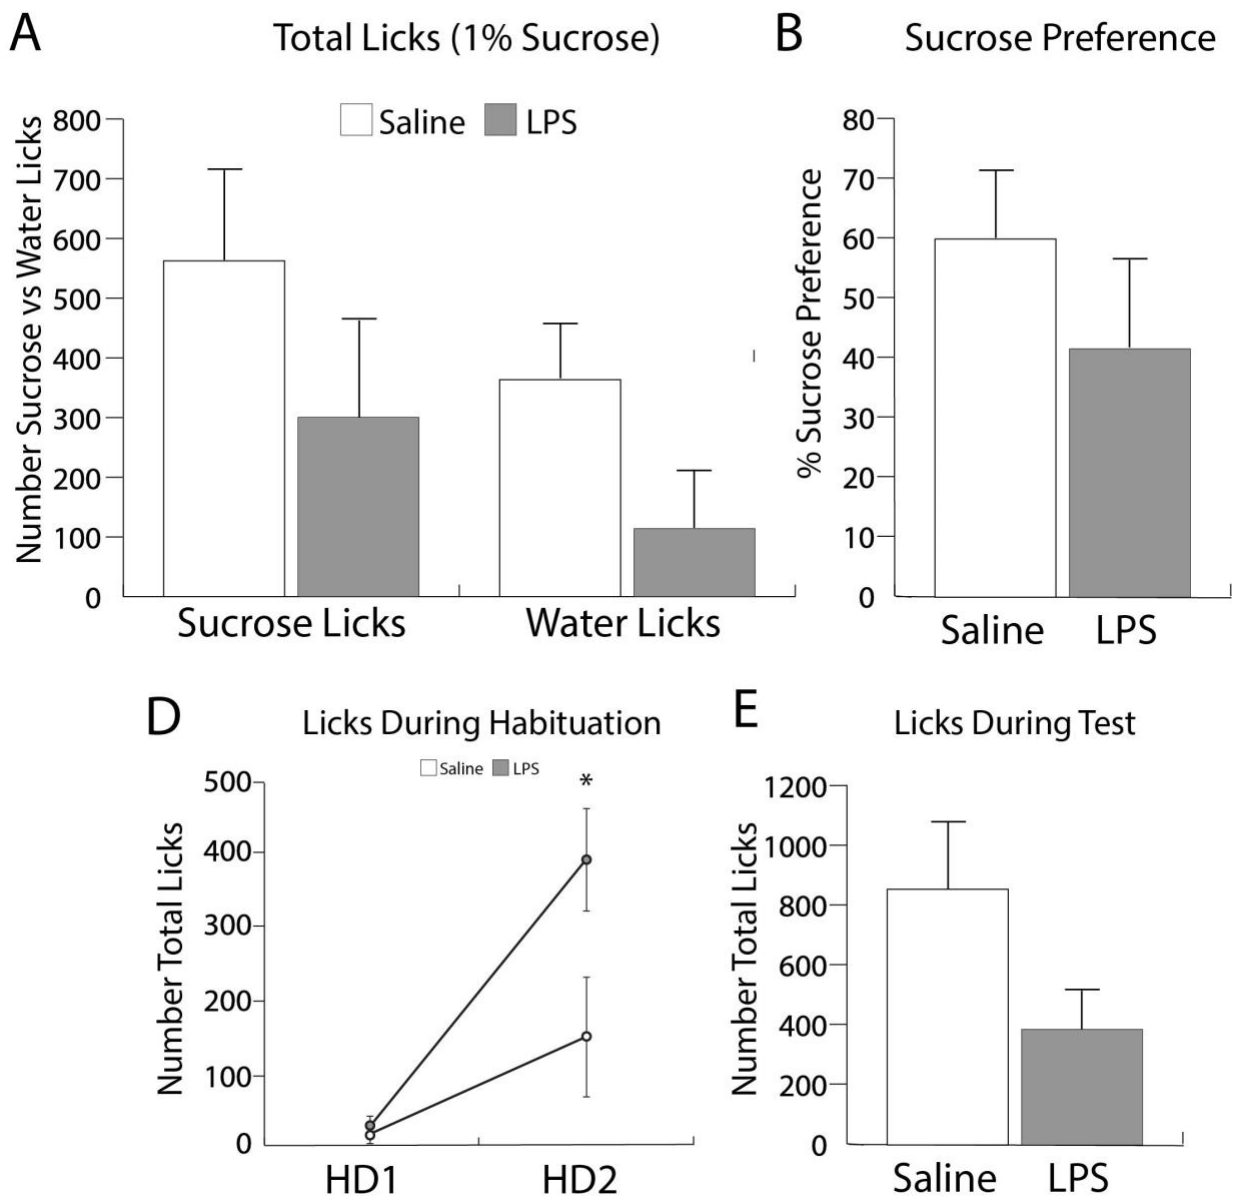 A
Total Licks (1% Sucrose)
Saline LPS
Number Sucrose vs Water Licks
800
700
600
500
400
300
200
100
0
Sucrose Licks
Water Licks
B
Sucrose Preference
% Sucrose Preference
80
70
60
50
40
30
20
10
0
Saline
LPS
D
Licks During Habituation
Saline LPS
*
Number Total Licks
500
400
300
200
100
0
HD1
HD2
E
Licks During Test
Number Total Licks
1200
1000
800
600
400
200
0
Saline
LPS